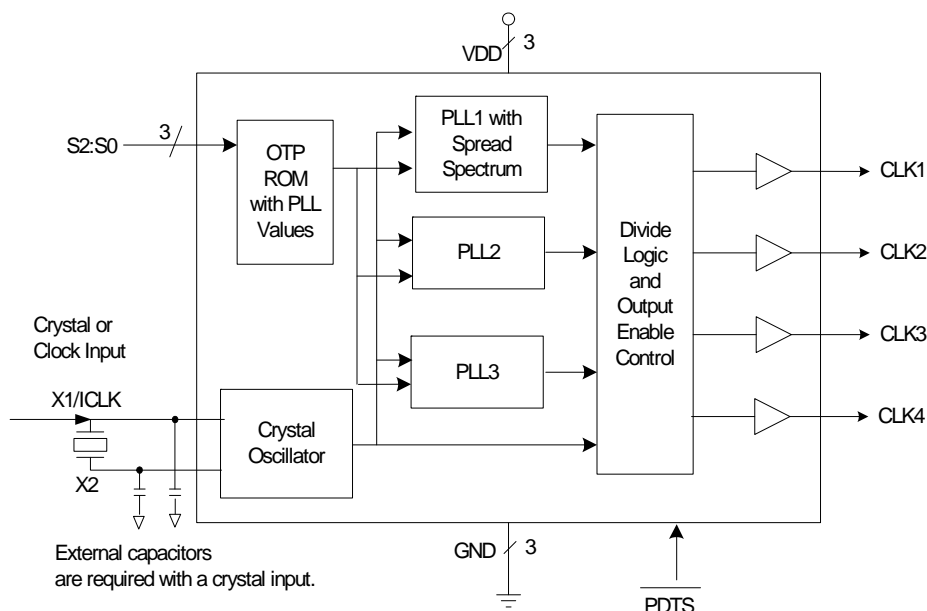 3
VDD
S2:S0
3
OTP
ROM
with PLL
Values
PLL1 with
Spread
Spectrum
PLL2
PLL3
Divide
Logic
and
Output
Enable
Control
CLK1
CLK2
CLK3
CLK4
Crystal or
Clock Input
X1/ICLK
X2
Crystal
Oscillator
External capacitors
are required with a crystal input.
GND
3
PDTS